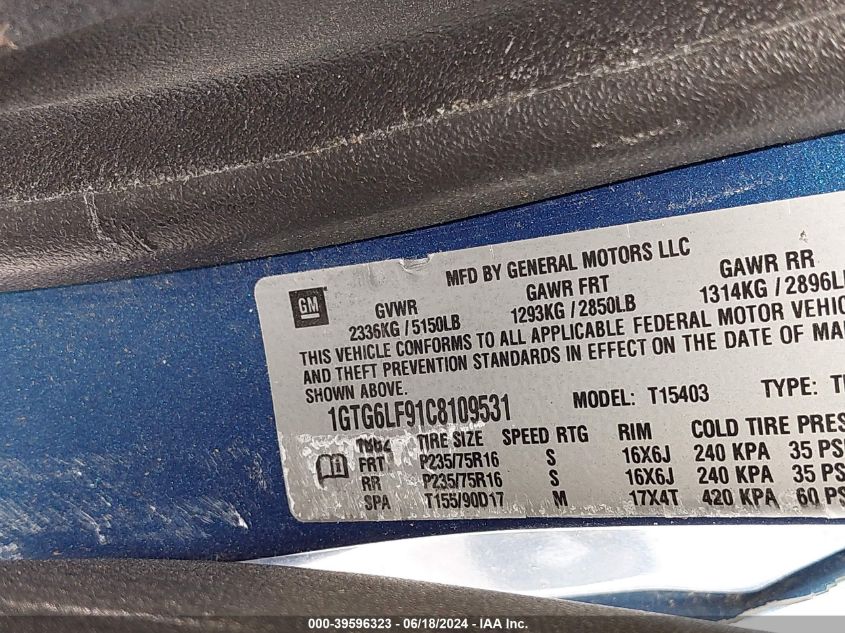 MFD BY GENERAL MOTORS LLC
GM
GVWR GAWR FRT GAWR RR
2336KG / 5150LB 1293KG / 2850LB 1314KG / 2896L
THIS VEHICLE CONFORMS TO ALL APPLICABLE FEDERAL MOTOR VEHIC
AND THEFT PREVENTION STANDARDS IN EFFECT ON THE DATE OF MA
SHOWN ABOVE.
1GTG6LF91C8109531 MODEL: T15403 TYPE: T
TIRE SIZE SPEED RTG RIM COLD TIRE PRES
FRT P235/75R16 S 16X6J 240 KPA 35 PS
RR P235/75R16 S 16X6J 240 KPA 35 PS
SPA T155/90D17 M 17X4T 420 KPA 60 P
000-39596323 - 06/18/2024 - IAA Inc.